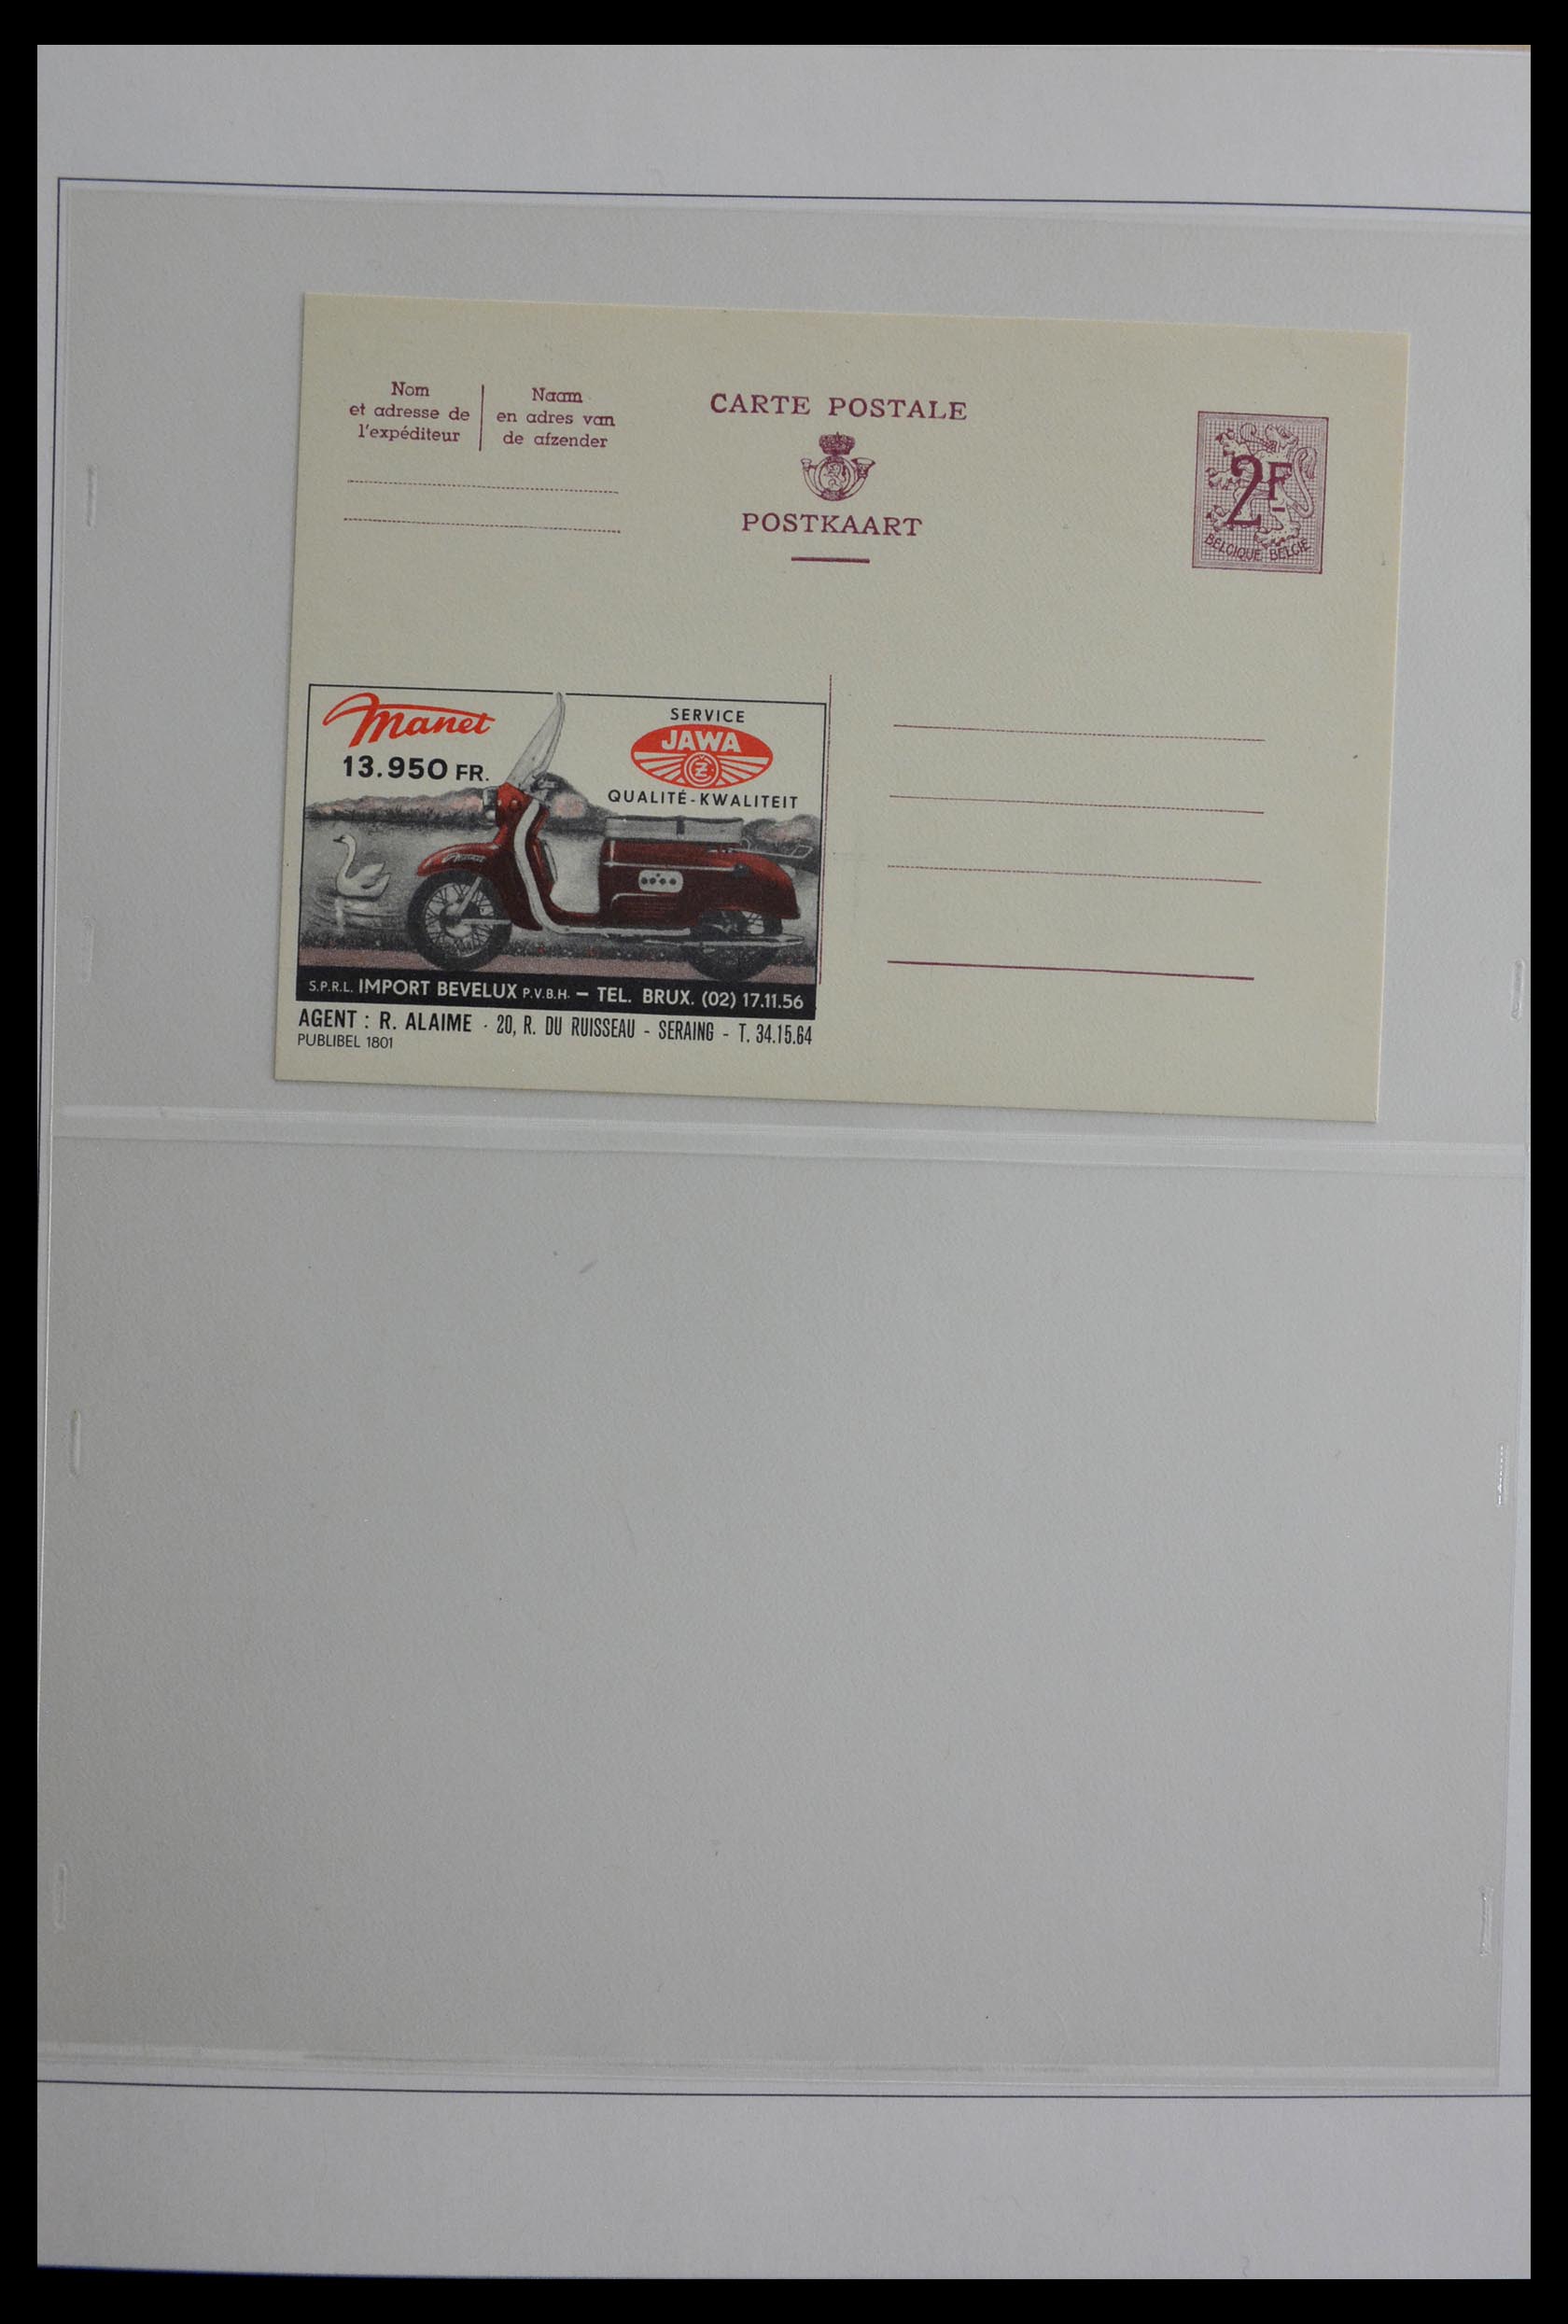 Nom
et adresse de
l'expéditeur
Naam
en adres van
de afzender
CARTE POSTALE
POSTKAART
2F
BELGIQUE-BELGIË
Manet
13.950 FR.
SERVICE
JAWA
CZ
QUALITÉ-KWALITEIT
S.P.R.L. IMPORT BEVELUX P.V.B.H. – TEL. BRUX. (02) 17.11.56
AGENT : R. ALAIME - 20, R. DU RUISSEAU - SERAING - T. 34.15.64
PUBLIBEL 1801